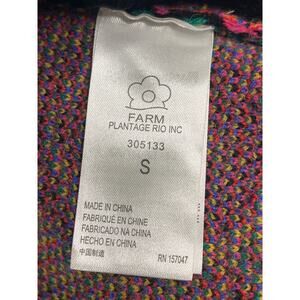 FARM
PLANTAGE RIO INC
305133
S
MADE IN CHINA
FABRIQUÉ EN CHINE
FABRICADO NA CHINA
HECHO EN CHINA
中国制造
RN 157047